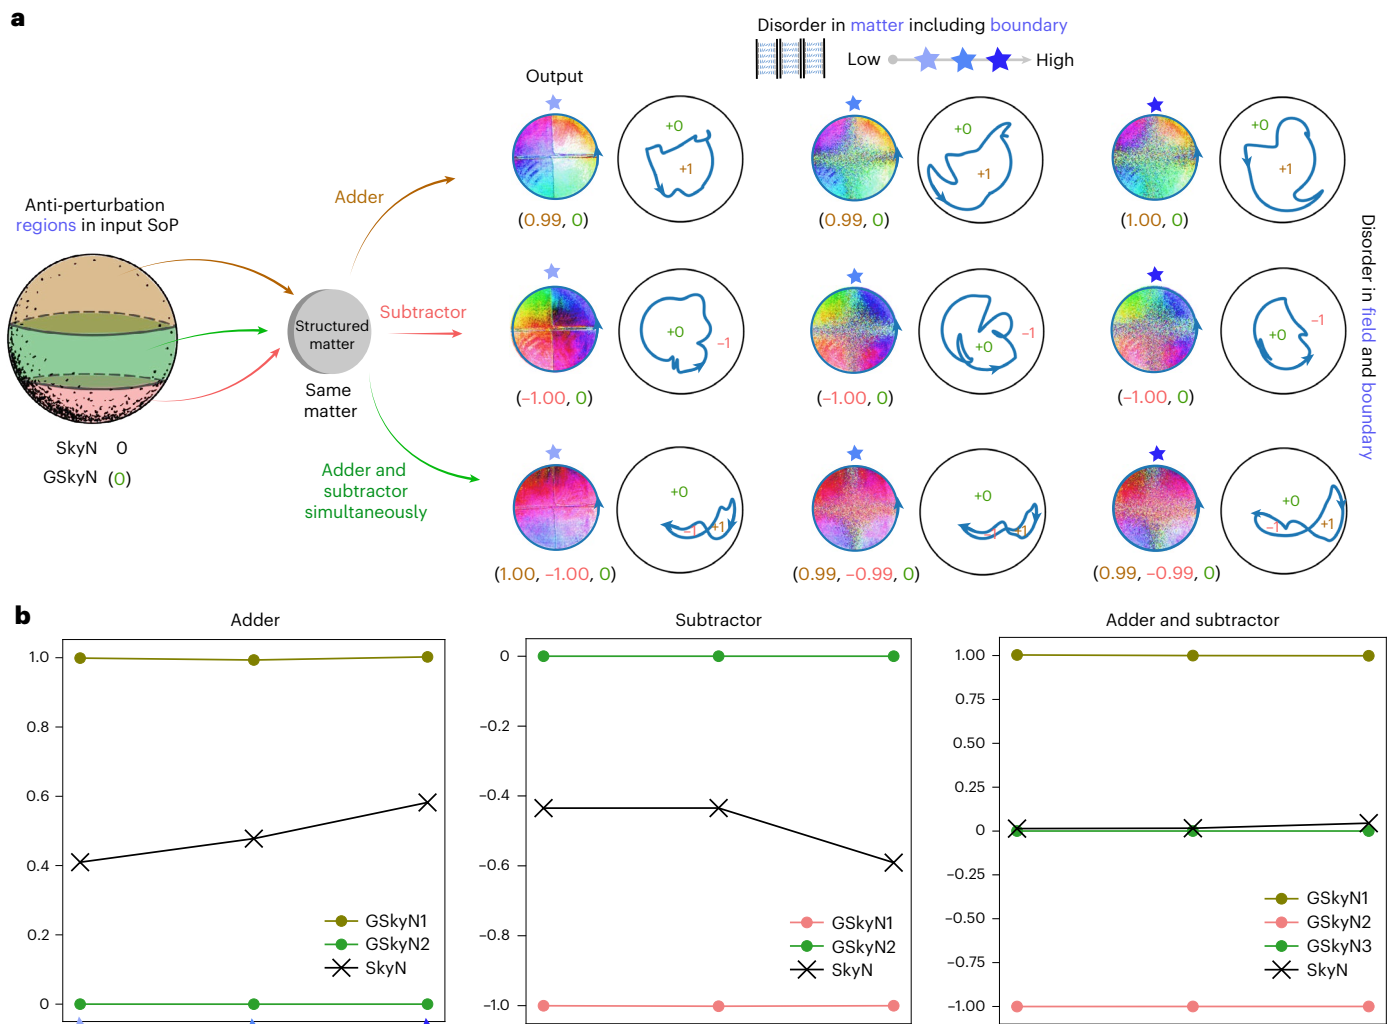 a
Disorder in matter including boundary
Low
High
Output
Anti-perturbation
regions in input SoP
SkyN 0
GSkyN (0)
Structured
matter
Same
matter
Adder
Subtractor
Adder and
subtractor
simultaneously
+0
+1
(0.99, 0)
+0
+1
(0.99, 0)
+0
+1
(1.00, 0)
+0
–1
(–1.00, 0)
+0
–1
(–1.00, 0)
+0
–1
(–1.00, 0)
+0
–1
+1
(1.00, –1.00, 0)
+0
–1
+1
(0.99, –0.99, 0)
+0
–1
+1
(0.99, –0.99, 0)
Disorder in field and boundary
b
Adder
1.0
0.8
0.6
0.4
0.2
0
GSkyN1
GSkyN2
SkyN
Subtractor
0
–0.2
–0.4
–0.6
–0.8
–1.0
GSkyN1
GSkyN2
SkyN
Adder and subtractor
1.00
0.75
0.50
0.25
0
–0.25
–0.50
–0.75
–1.00
GSkyN1
GSkyN2
GSkyN3
SkyN